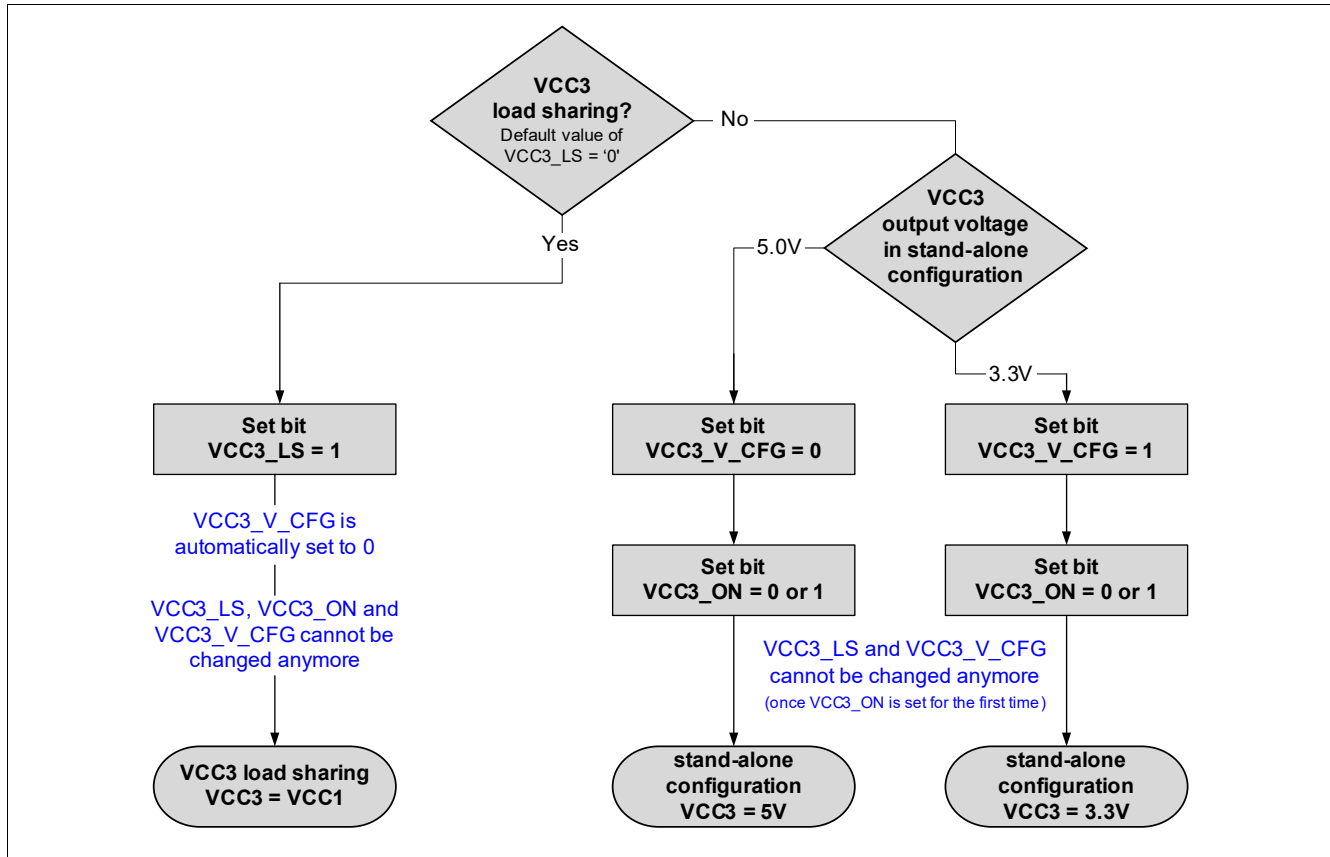 VCC3
load sharing?
Default value of
VCC3_LS = ‘0'
No
Yes
VCC3
output voltage
in stand-alone
configuration
5.0V
3.3V
Set bit
VCC3_LS = 1
Set bit
VCC3_V_CFG = 0
Set bit
VCC3_V_CFG = 1
VCC3_V_CFG is
automatically set to 0
VCC3_LS, VCC3_ON and
VCC3_V_CFG cannot be
changed anymore
Set bit
VCC3_ON = 0 or 1
Set bit
VCC3_ON = 0 or 1
VCC3_LS and VCC3_V_CFG
cannot be changed anymore
(once VCC3_ON is set for the first time)
VCC3 load sharing
VCC3 = VCC1
stand-alone
configuration
VCC3 = 5V
stand-alone
configuration
VCC3 = 3.3V